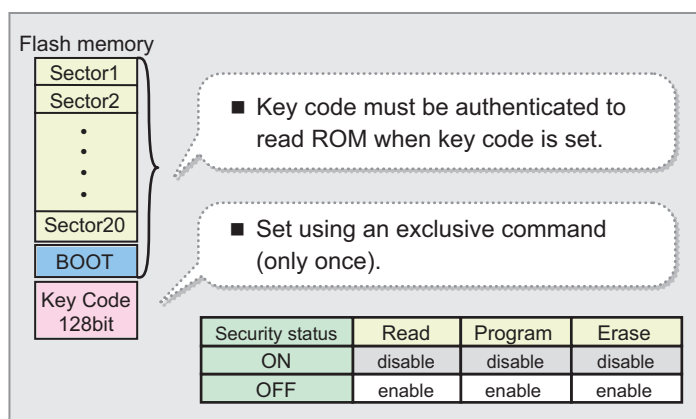 Flash memory
Sector1
Sector2
Sector20
BOOT
Key Code
128bit
■ Key code must be authenticated to
read ROM when key code is set.
■ Set using an exclusive command
(only once).
Security status Read Program Erase
ON disable disable disable
OFF enable enable enable